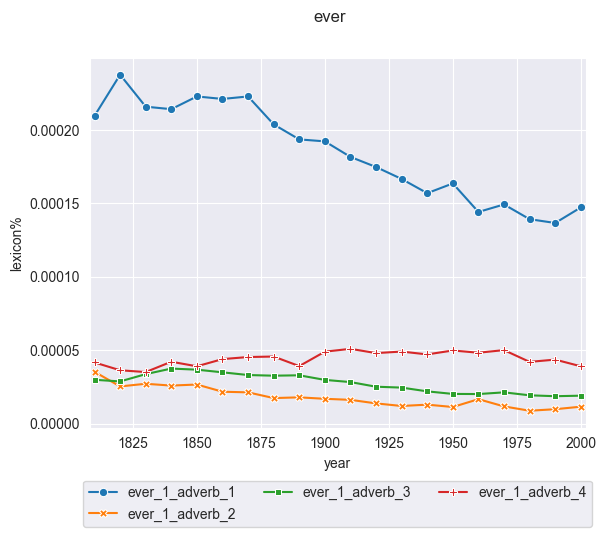 ever
0.00020
0.00015
0.00010
0.00005
0.00000
lexicon%
1825 1850 1875 1900 1925 1950 1975 2000
year
ever_1_adverb_1 ever_1_adverb_3 ever_1_adverb_4
ever_1_adverb_2